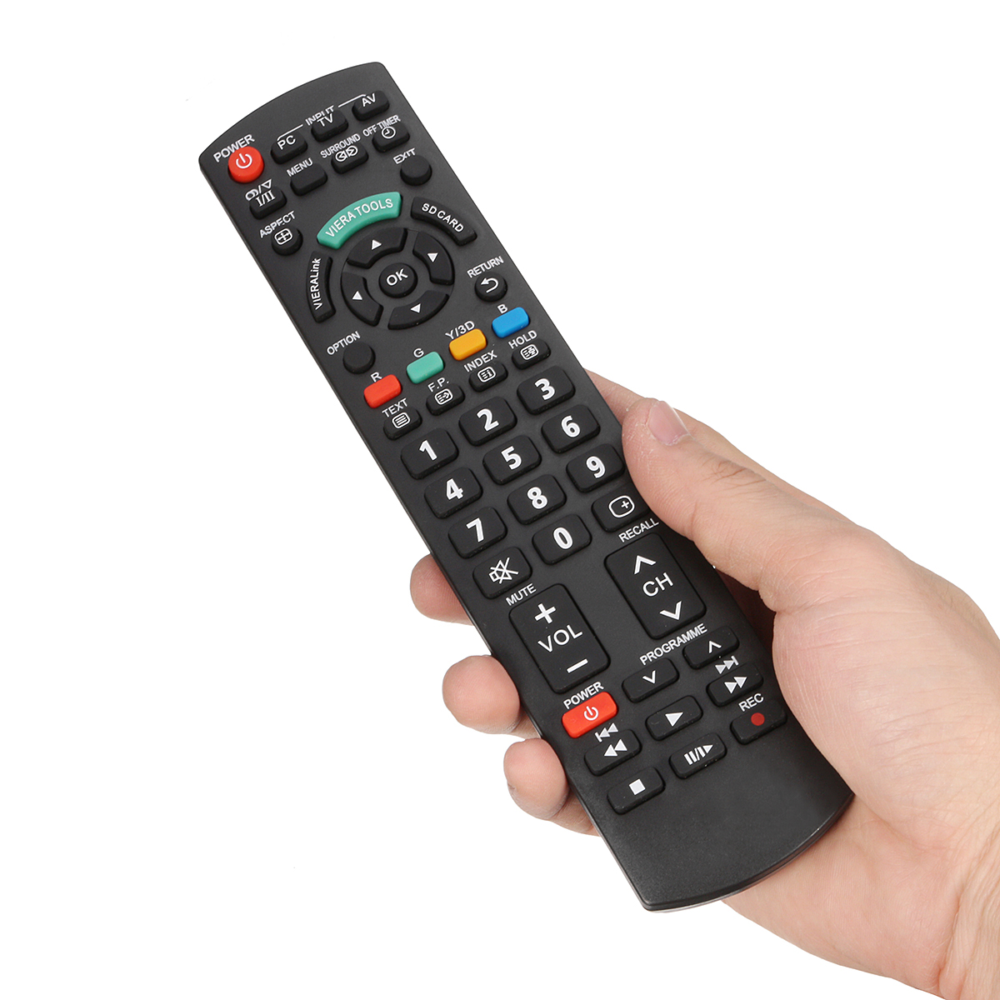 POWER
INPUT
PC TV AV
MENU SURROUND OFF TIMER
EXIT
I/II
ASPECT
VIERA TOOLS
SD CARD
VIERALink
OK
RETURN
OPTION
R G Y/3D B
TEXT F.P. INDEX HOLD
1 2 3
4 5 6
7 8 9
0
MUTE
RECALL
+
VOL
−
CH
PROGRAMME
POWER
REC